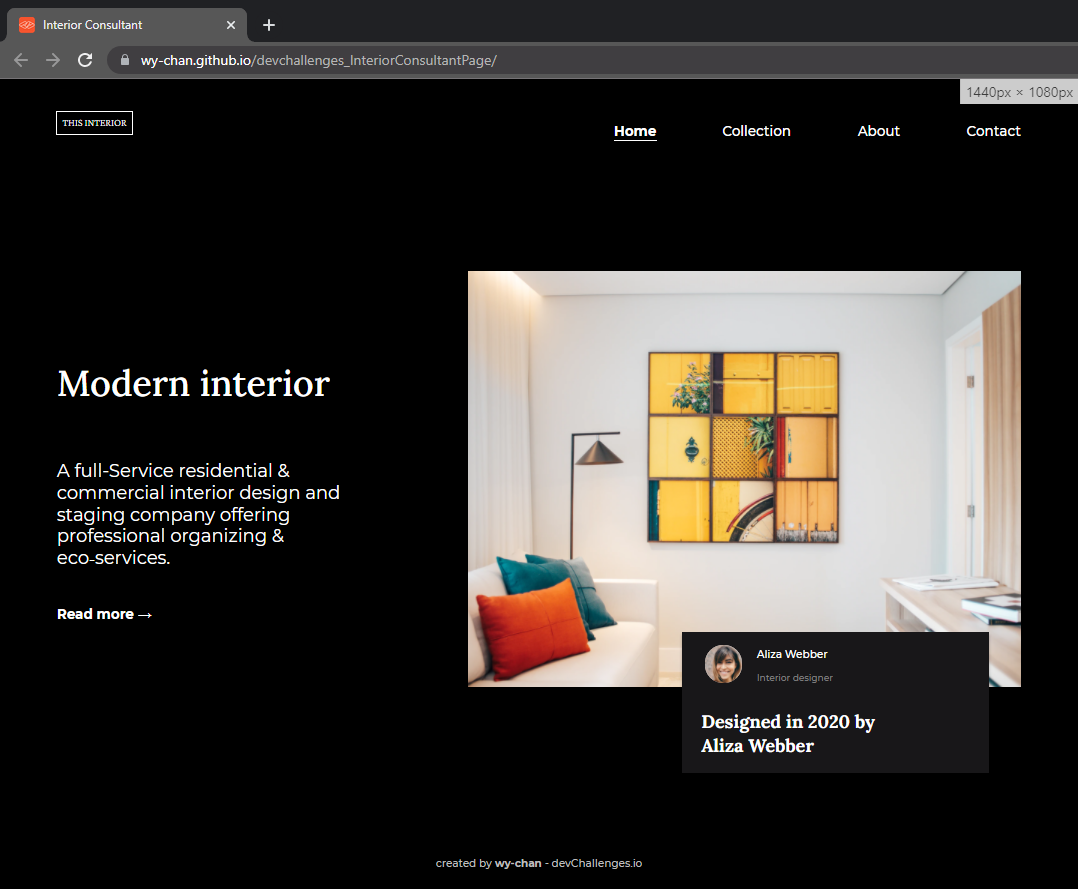 Interior Consultant
wy-chan.github.io/devchallenges_InteriorConsultantPage/
1440px × 1080px
THIS INTERIOR
Home Collection About Contact
Modern interior
A full-Service residential &
commercial interior design and
staging company offering
professional organizing &
eco-services.
Read more →
Aliza Webber
Interior designer
Designed in 2020 by
Aliza Webber
created by wy-chan - devChallenges.io